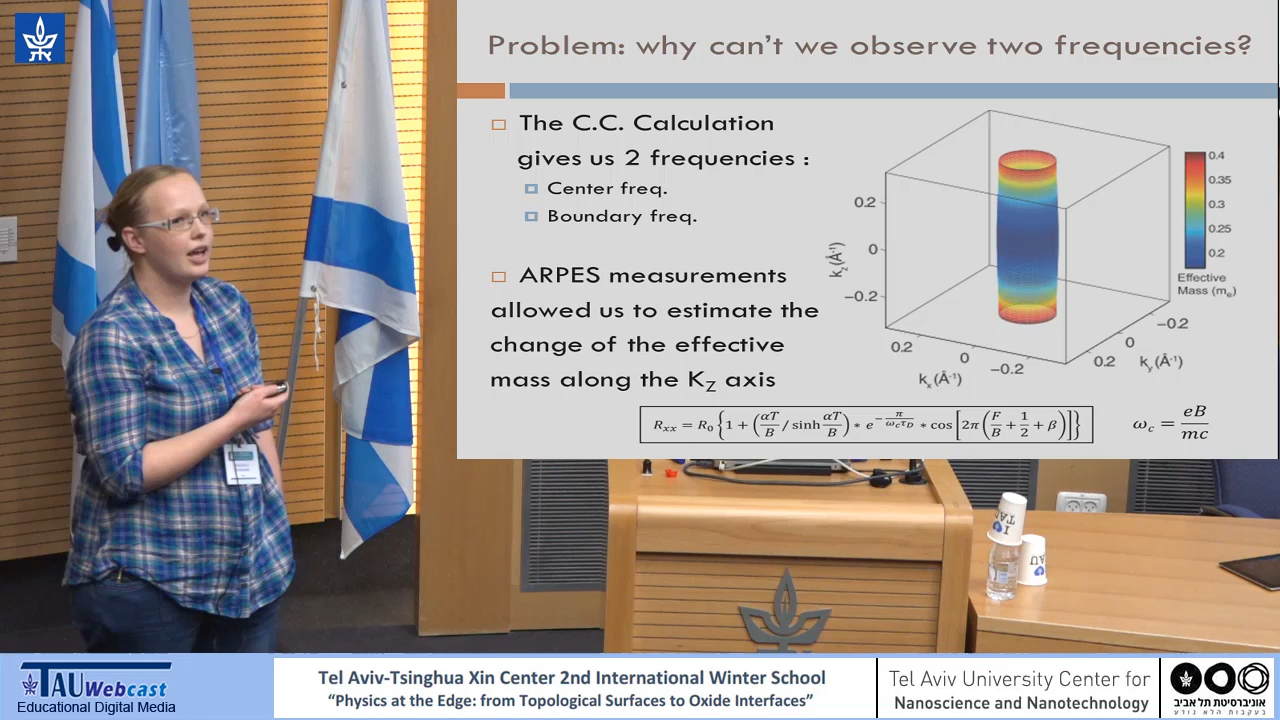 Problem: why can't we observe two frequencies?
The C.C. Calculation
gives us 2 frequencies :
Center freq.
Boundary freq.
ARPES measurements
allowed us to estimate the
change of the effective
mass along the K_Z axis
0.2
0
−0.2
k_z(Å⁻¹)
0.2
0
−0.2
k_x(Å⁻¹)
0.2
0
−0.2
k_y(Å⁻¹)
0.4
0.35
0.3
0.25
0.2
Effective
Mass (m_e)
R_xx = R_0 {1 + (αT/B / sinh αT/B) * e^(−π/(ω_c τ_D)) * cos[2π(F/B + 1/2 + β)]}
ω_c = eB/mc
I
TAU
TAU
TAU Webcast
Educational Digital Media
Tel Aviv-Tsinghua Xin Center 2nd International Winter School
"Physics at the Edge: from Topological Surfaces to Oxide Interfaces"
Tel Aviv University Center for
Nanoscience and Nanotechnology
אוניברסיטת תל אביב